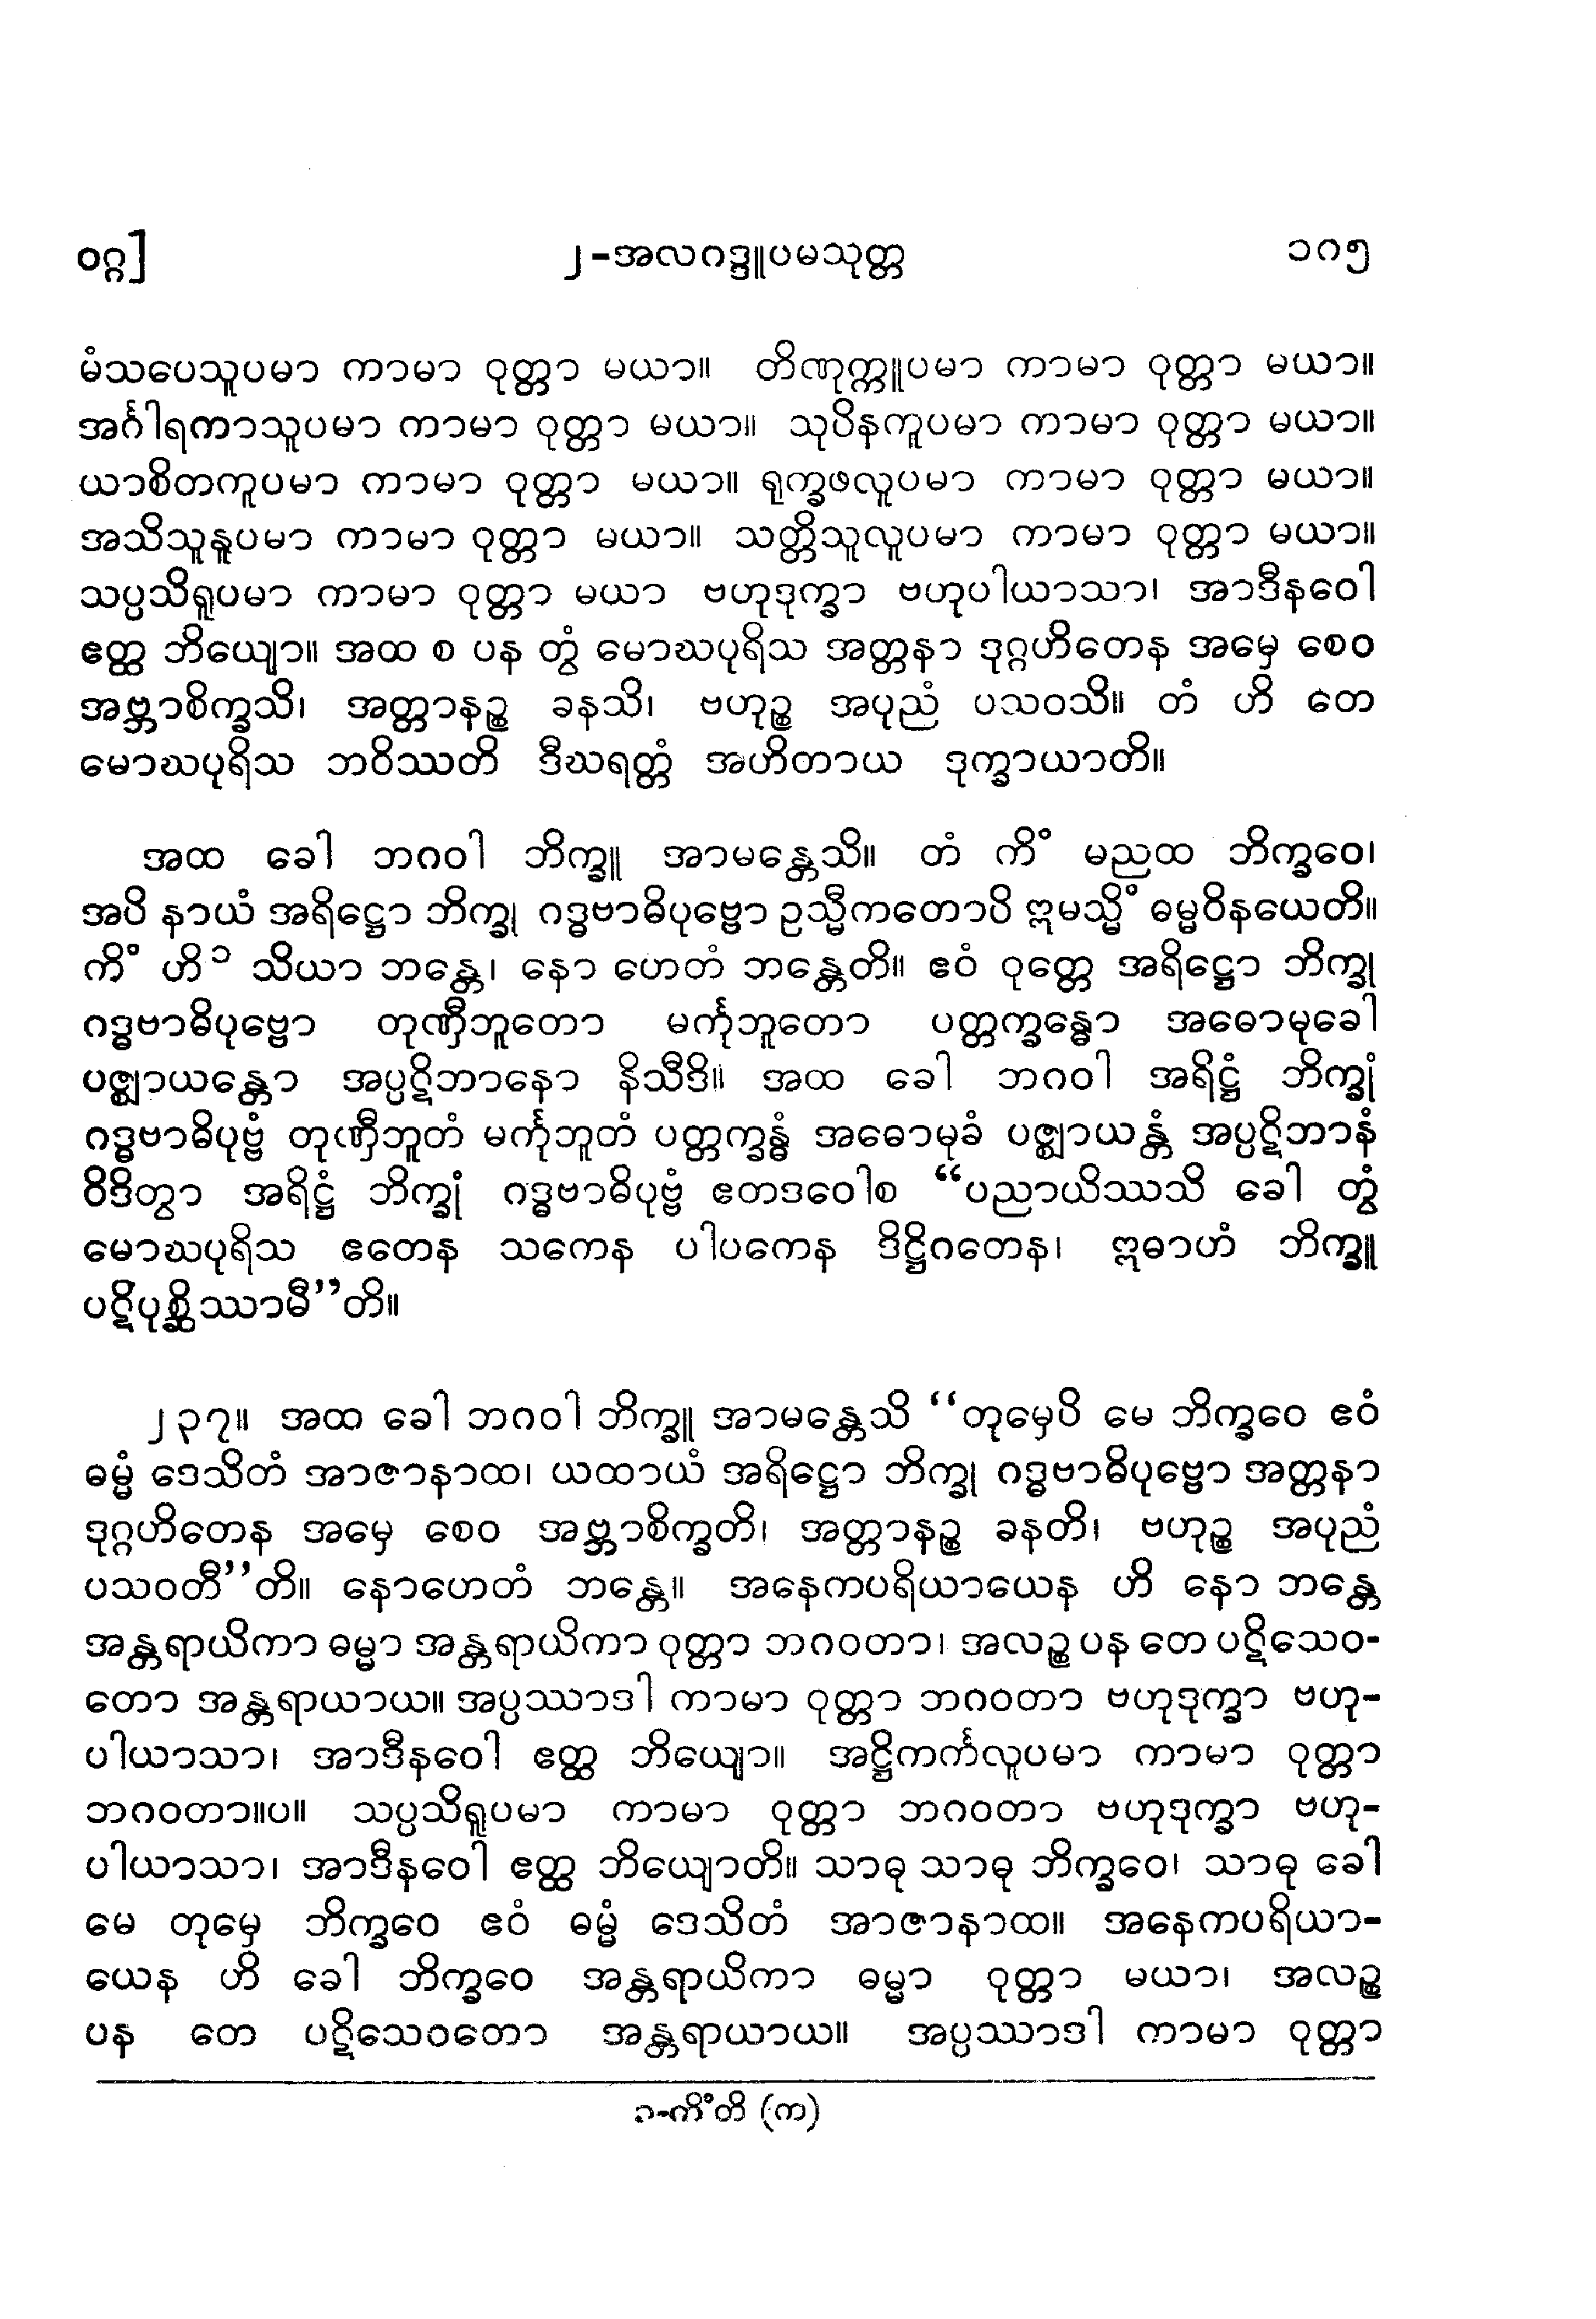 ဝဂ္ဂ] ၂-အလဂဒ္ဒူပမသုတ္တ ၁၈၅
မံသပေသူပမာ ကာမာ ဝုတ္တာ မယာ။ တိဏုက္ကူပမာ ကာမာ ဝုတ္တာ မယာ။
အင်္ဂါရကာသူပမာ ကာမာ ဝုတ္တာ မယာ။ သုပိနကူပမာ ကာမာ ဝုတ္တာ မယာ။
ယာစိတကူပမာ ကာမာ ဝုတ္တာ မယာ။ ရုက္ခဖလူပမာ ကာမာ ဝုတ္တာ မယာ။
အသိသူနူပမာ ကာမာ ဝုတ္တာ မယာ။ သတ္တိသူလူပမာ ကာမာ ဝုတ္တာ မယာ။
သပ္ပသိရူပမာ ကာမာ ဝုတ္တာ မယာ ဗဟုဒုက္ခာ ဗဟုပါယာသာ၊ အာဒီနဝေါ
ဧတ္ထ ဘိယျော။ အထ စ ပန တွံ မောဃပုရိသ အတ္တနာ ဒုဂ္ဂဟိတေန အမှေ စေဝ
အဗ္ဘာစိက္ခသိ၊ အတ္တာနဉ္စ ခနသိ၊ ဗဟုဉ္စ အပုညံ ပသဝသိ။ တံ ဟိ တေ
မောဃပုရိသ ဘဝိဿတိ ဒီဃရတ္တံ အဟိတာယ ဒုက္ခာယာတိ။
အထ ခေါ ဘဂဝါ ဘိက္ခူ အာမန္တေသိ။ တံ ကိံ မညထ ဘိက္ခဝေ၊
အပိ နာယံ အရိဋ္ဌော ဘိက္ခု ဂဒ္ဓဗာဓိပုဗ္ဗော ဥသ္မီကတောပိ ဣမသ္မိံ ဓမ္မဝိနယေတိ။
ကိံ ဟိ ၁ သိယာ ဘန္တေ၊ နော ဟေတံ ဘန္တေတိ။ ဧဝံ ဝုတ္တေ အရိဋ္ဌော ဘိက္ခု
ဂဒ္ဓဗာဓိပုဗ္ဗော တုဏှီဘူတော မင်္ကုဘူတော ပတ္တက္ခန္ဓော အဓောမုခေါ
ပဇ္ဈာယန္တော အပ္ပဋိဘာနော နိသီဒိ။ အထ ခေါ ဘဂဝါ အရိဋ္ဌံ ဘိက္ခုံ
ဂဒ္ဓဗာဓိပုဗ္ဗံ တုဏှီဘူတံ မင်္ကုဘူတံ ပတ္တက္ခန္ဓံ အဓောမုခံ ပဇ္ဈာယန္တံ အပ္ပဋိဘာနံ
ဝိဒိတွာ အရိဋ္ဌံ ဘိက္ခုံ ဂဒ္ဓဗာဓိပုဗ္ဗံ ဧတဒဝေါစ “ပညာယိဿသိ ခေါ တွံ
မောဃပုရိသ ဧတေန သကေန ပါပကေန ဒိဋ္ဌိဂတေန၊ ဣဓာဟံ ဘိက္ခူ
ပဋိပုစ္ဆိဿာမီ”တိ။
၂၃၇။ အထ ခေါ ဘဂဝါ ဘိက္ခူ အာမန္တေသိ “တုမှေပိ မေ ဘိက္ခဝေ ဧဝံ
ဓမ္မံ ဒေသိတံ အာဇာနာထ၊ ယထာယံ အရိဋ္ဌော ဘိက္ခု ဂဒ္ဓဗာဓိပုဗ္ဗော အတ္တနာ
ဒုဂ္ဂဟိတေန အမှေ စေဝ အဗ္ဘာစိက္ခတိ၊ အတ္တာနဉ္စ ခနတိ၊ ဗဟုဉ္စ အပုညံ
ပသဝတီ”တိ။ နောဟေတံ ဘန္တေ။ အနေကပရိယာယေန ဟိ နော ဘန္တေ
အန္တရာယိကာ ဓမ္မာ အန္တရာယိကာ ဝုတ္တာ ဘဂဝတာ၊ အလဉ္စ ပန တေ ပဋိသေဝ-
တော အန္တရာယာယ။ အပ္ပဿာဒါ ကာမာ ဝုတ္တာ ဘဂဝတာ ဗဟုဒုက္ခာ ဗဟု-
ပါယာသာ၊ အာဒီနဝေါ ဧတ္ထ ဘိယျော။ အဋ္ဌိကင်္ကလူပမာ ကာမာ ဝုတ္တာ
ဘဂဝတာ။ပ။ သပ္ပသိရူပမာ ကာမာ ဝုတ္တာ ဘဂဝတာ ဗဟုဒုက္ခာ ဗဟု-
ပါယာသာ၊ အာဒီနဝေါ ဧတ္ထ ဘိယျောတိ။ သာဓု သာဓု ဘိက္ခဝေ၊ သာဓု ခေါ
မေ တုမှေ ဘိက္ခဝေ ဧဝံ ဓမ္မံ ဒေသိတံ အာဇာနာထ။ အနေကပရိယာ-
ယေန ဟိ ခေါ ဘိက္ခဝေ အန္တရာယိကာ ဓမ္မာ ဝုတ္တာ မယာ၊ အလဉ္စ
ပန တေ ပဋိသေဝတော အန္တရာယာယ။ အပ္ပဿာဒါ ကာမာ ဝုတ္တာ
၁-ကိံတိ (က)